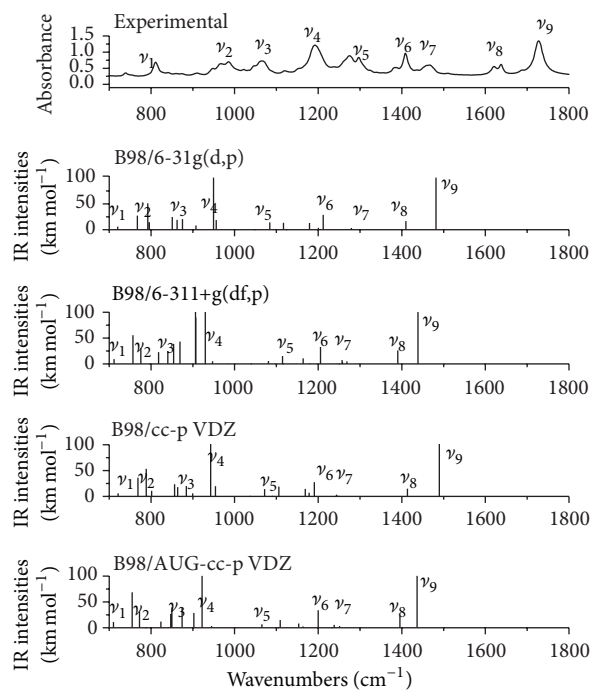 Experimental
Absorbance
1.5
1.0
0.5
0.0
ν1 ν2 ν3 ν4 ν5 ν6 ν7 ν8 ν9
800 1000 1200 1400 1600 1800
B98/6-31g(d,p)
IR intensities
(km mol−1)
100
50
0
ν1 ν2 ν3 ν4 ν5 ν6 ν7 ν8 ν9
800 1000 1200 1400 1600 1800
B98/6-311+g(df,p)
IR intensities
(km mol−1)
100
50
0
ν1 ν2 ν3 ν4 ν5 ν6 ν7 ν8 ν9
800 1000 1200 1400 1600 1800
B98/cc-p VDZ
IR intensities
(km mol−1)
100
50
0
ν1 ν2 ν3 ν4 ν5 ν6 ν7 ν8 ν9
800 1000 1200 1400 1600 1800
B98/AUG-cc-p VDZ
IR intensities
(km mol−1)
100
50
0
ν1 ν2 ν3 ν4 ν5 ν6 ν7 ν8 ν9
800 1000 1200 1400 1600 1800
Wavenumbers (cm−1)